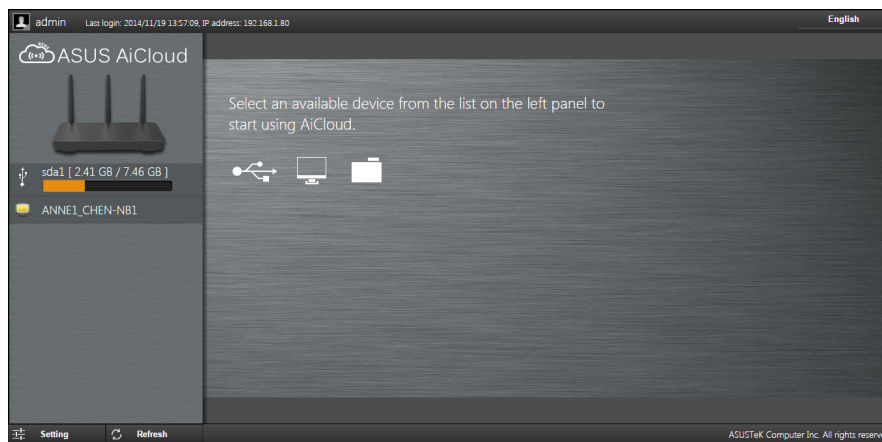 admin Last login: 2014/11/19 13:57:09, IP address: 192.168.1.80 English
ASUS AiCloud
Select an available device from the list on the left panel to
start using AiCloud.
sda1 [ 2.41 GB / 7.46 GB ]
ANNE1_CHEN-NB1
Setting Refresh ASUSTeK Computer Inc. All rights reserve